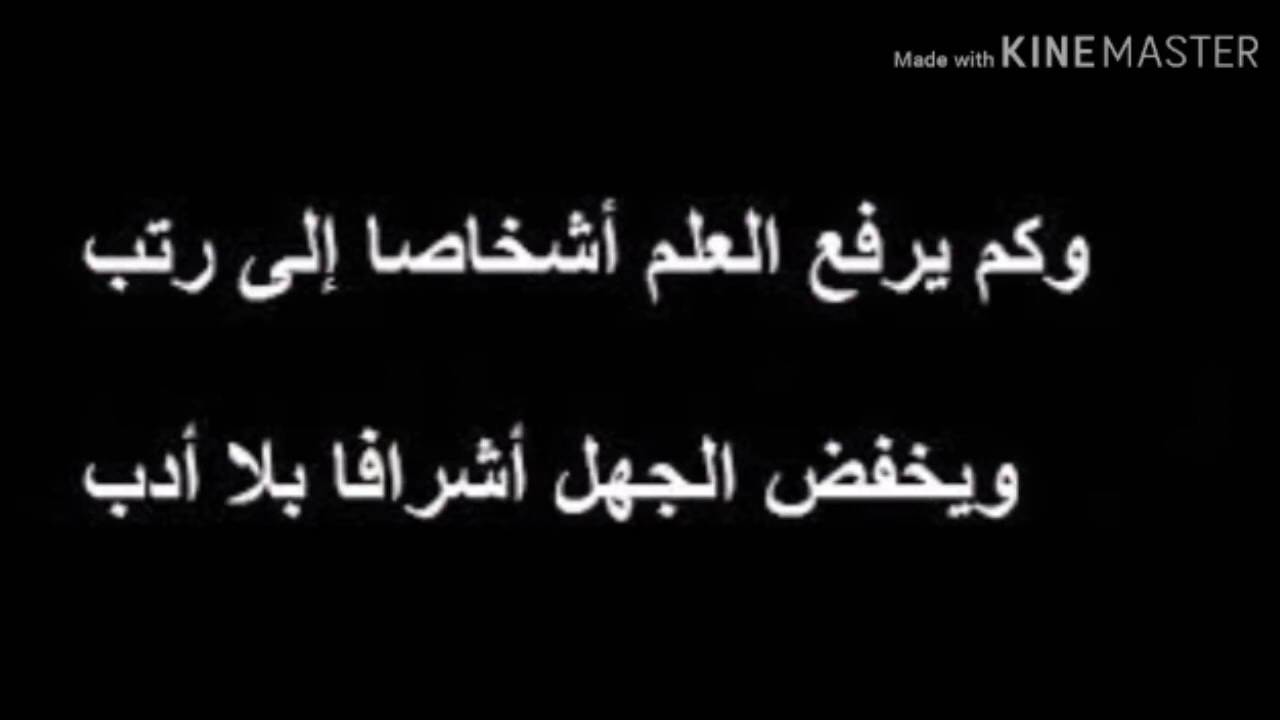 Made with KINEMASTER
وكم يرفع العلم أشخاصا إلى رتب
ويخفض الجهل أشرافا بلا أدب